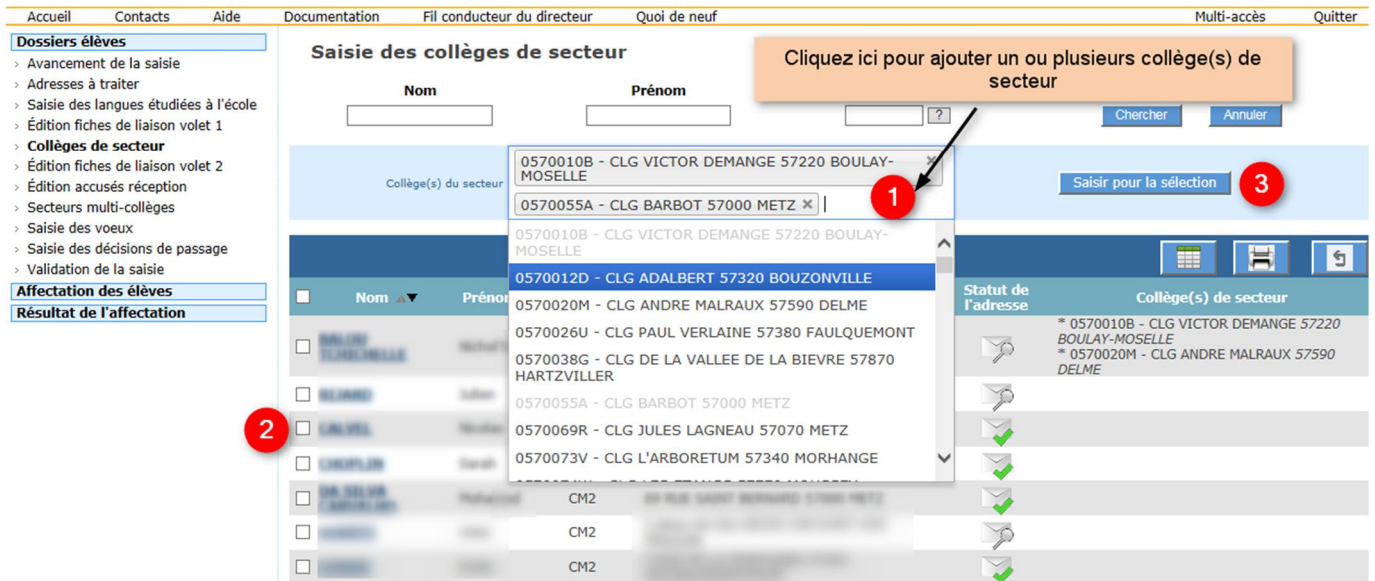 Accueil Contacts Aide Documentation Fil conducteur du directeur Quoi de neuf Multi-accès Quitter
Dossiers élèves
> Avancement de la saisie
> Adresses à traiter
> Saisie des langues étudiées à l'école
> Édition fiches de liaison volet 1
> Collèges de secteur
> Édition fiches de liaison volet 2
> Édition accusés réception
> Secteurs multi-collèges
> Saisie des voeux
> Saisie des décisions de passage
> Validation de la saisie
Affectation des élèves
Résultat de l'affectation
Saisie des collèges de secteur
Cliquez ici pour ajouter un ou plusieurs collège(s) de
secteur
Nom Prénom
? Chercher Annuler
Collège(s) du secteur
0570010B - CLG VICTOR DEMANGE 57220 BOULAY-
MOSELLE ×
0570055A - CLG BARBOT 57000 METZ ×
1
Saisir pour la sélection 3
0570010B - CLG VICTOR DEMANGE 57220 BOULAY-
MOSELLE
0570012D - CLG ADALBERT 57320 BOUZONVILLE
0570020M - CLG ANDRE MALRAUX 57590 DELME
0570026U - CLG PAUL VERLAINE 57380 FAULQUEMONT
0570038G - CLG DE LA VALLEE DE LA BIEVRE 57870
HARTZVILLER
0570055A - CLG BARBOT 57000 METZ
0570069R - CLG JULES LAGNEAU 57070 METZ
0570073V - CLG L'ARBORETUM 57340 MORHANGE
Nom Prénom Statut de
l'adresse Collège(s) de secteur
* 0570010B - CLG VICTOR DEMANGE 57220
BOULAY-MOSELLE
* 0570020M - CLG ANDRE MALRAUX 57590
DELME
2
CM2
CM2
CM2